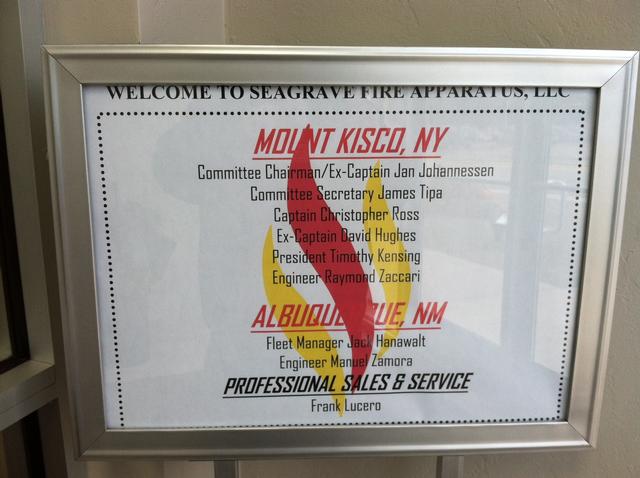 WELCOME TO SEAGRAVE FIRE APPARATUS, LLC
MOUNT KISCO, NY
Committee Chairman/Ex-Captain Jan Johannessen
Committee Secretary James Tipa
Captain Christopher Ross
Ex-Captain David Hughes
President Timothy Kensing
Engineer Raymond Zaccari
ALBUQUERQUE, NM
Fleet Manager Jack Hanawalt
Engineer Manuel Zamora
PROFESSIONAL SALES & SERVICE
Frank Lucero